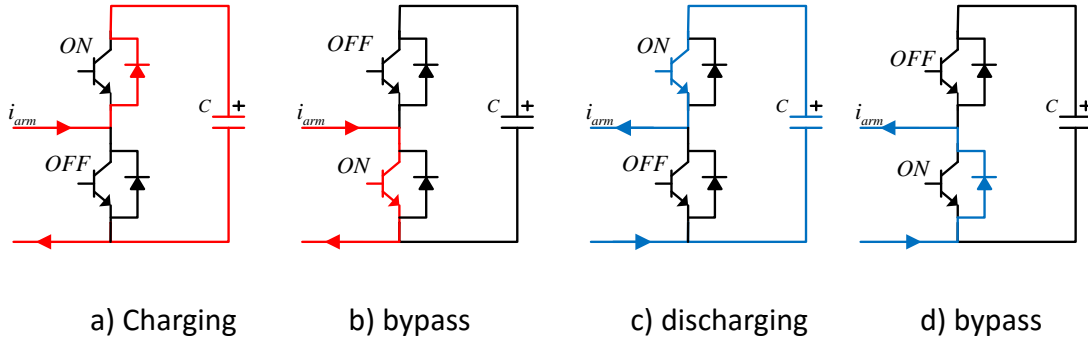 ON
OFF
i_arm
C
+
OFF
ON
i_arm
C
+
ON
OFF
i_arm
C
+
OFF
ON
i_arm
C
+
a) Charging
b) bypass
c) discharging
d) bypass